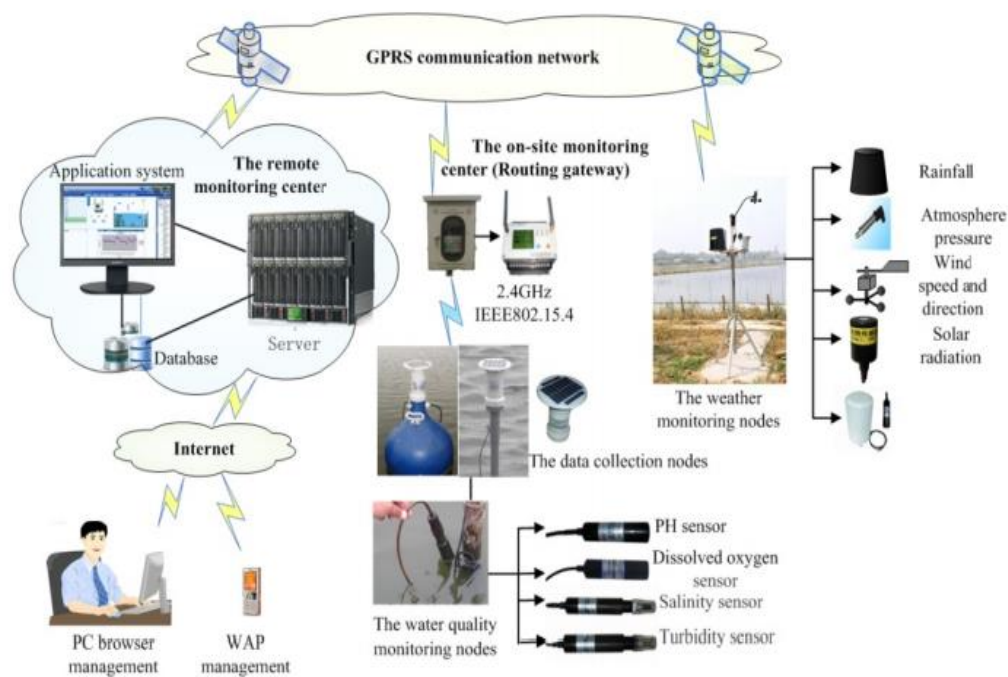 GPRS communication network
The on-site monitoring
center (Routing gateway)
The remote
monitoring center
Application system
Server
Database
2.4GHz
IEEE802.15.4
Rainfall
Atmosphere
pressure
Wind
speed and
direction
Solar
radiation
The weather
monitoring nodes
The data collection nodes
Internet
PC browser
management
WAP
management
The water quality
monitoring nodes
PH sensor
Dissolved oxygen
sensor
Salinity sensor
Turbidity sensor